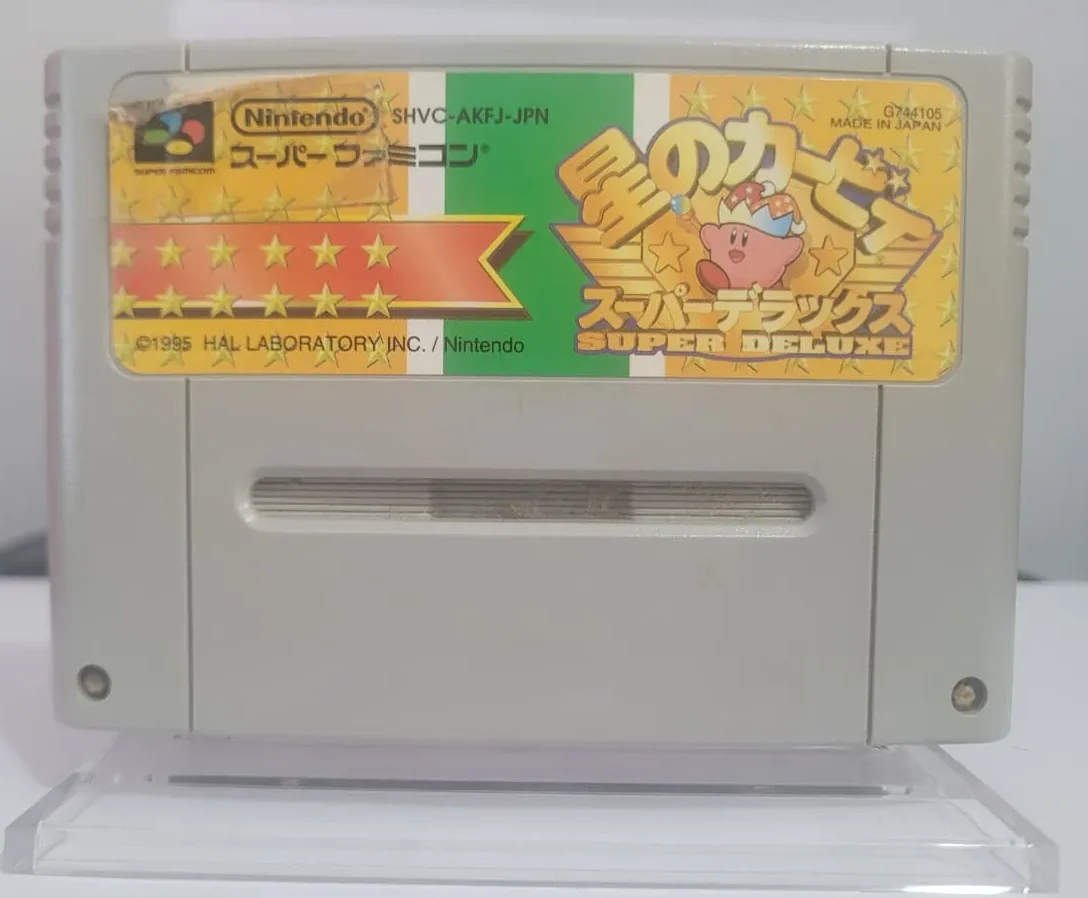 Nintendo® SHVC-AKFJ-JPN
SUPER FAMICOM
スーパーファミコン®
©1995 HAL LABORATORY INC. / Nintendo
G744105
MADE IN JAPAN
星のカービィ
スーパーデラックス
SUPER DELUXE